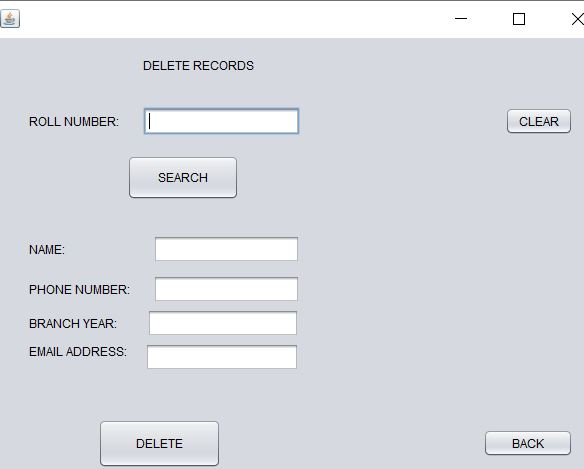 DELETE RECORDS
ROLL NUMBER:
CLEAR
SEARCH
NAME:
PHONE NUMBER:
BRANCH YEAR:
EMAIL ADDRESS:
DELETE
BACK